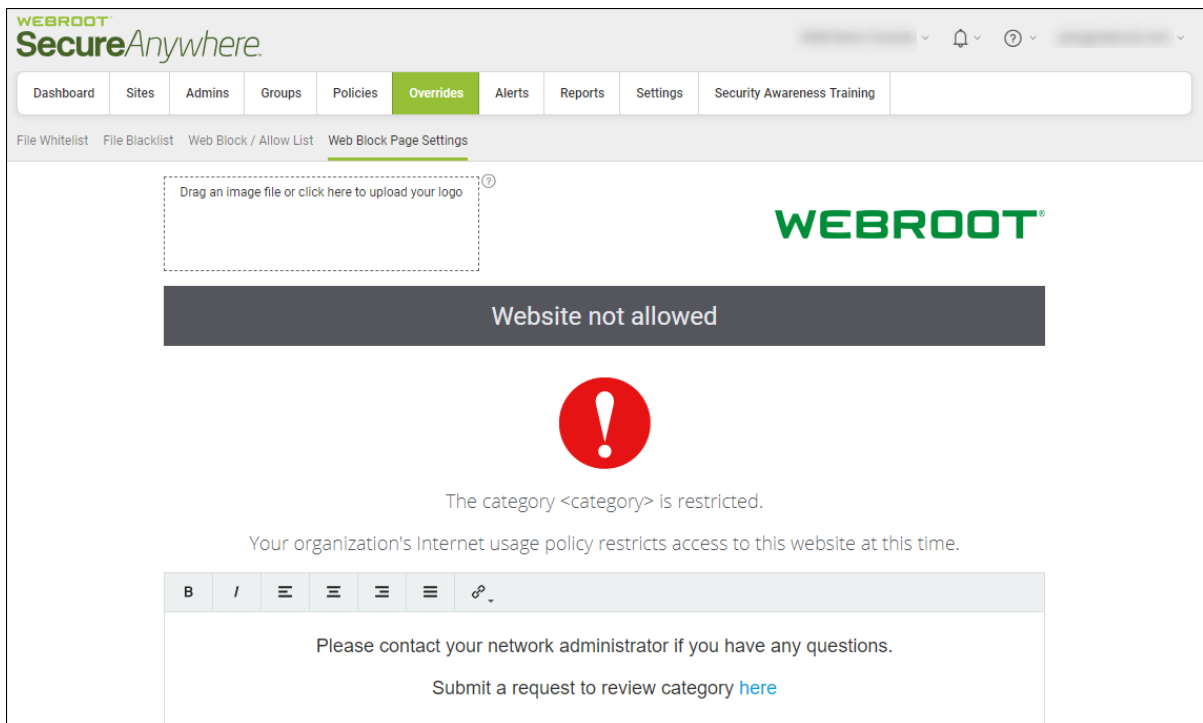 WEBROOT
SecureAnywhere.
Dashboard Sites Admins Groups Policies Overrides Alerts Reports Settings Security Awareness Training
File Whitelist File Blacklist Web Block / Allow List Web Block Page Settings
Drag an image file or click here to upload your logo
WEBROOT®
Website not allowed
The category <category> is restricted.
Your organization's Internet usage policy restricts access to this website at this time.
B I
Please contact your network administrator if you have any questions.
Submit a request to review category here